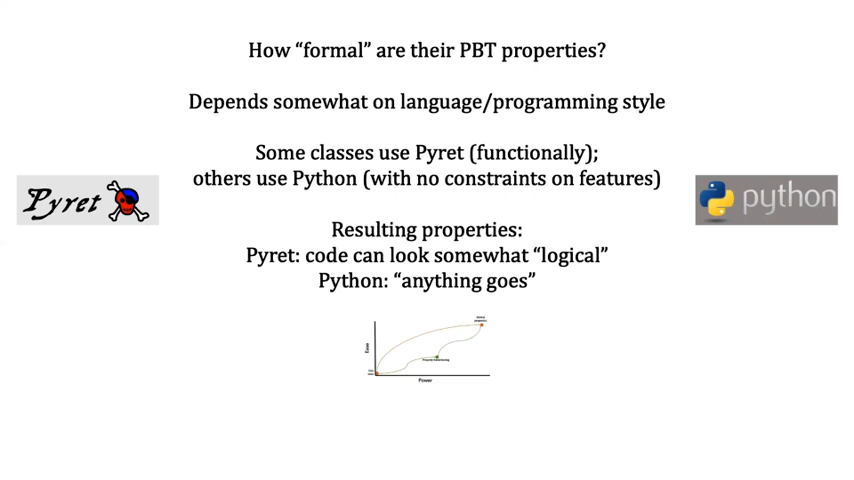 How “formal” are their PBT properties?
Depends somewhat on language/programming style
Some classes use Pyret (functionally);
others use Python (with no constraints on features)
Pyret
python
Resulting properties:
Pyret: code can look somewhat “logical”
Python: “anything goes”
Ease
Power